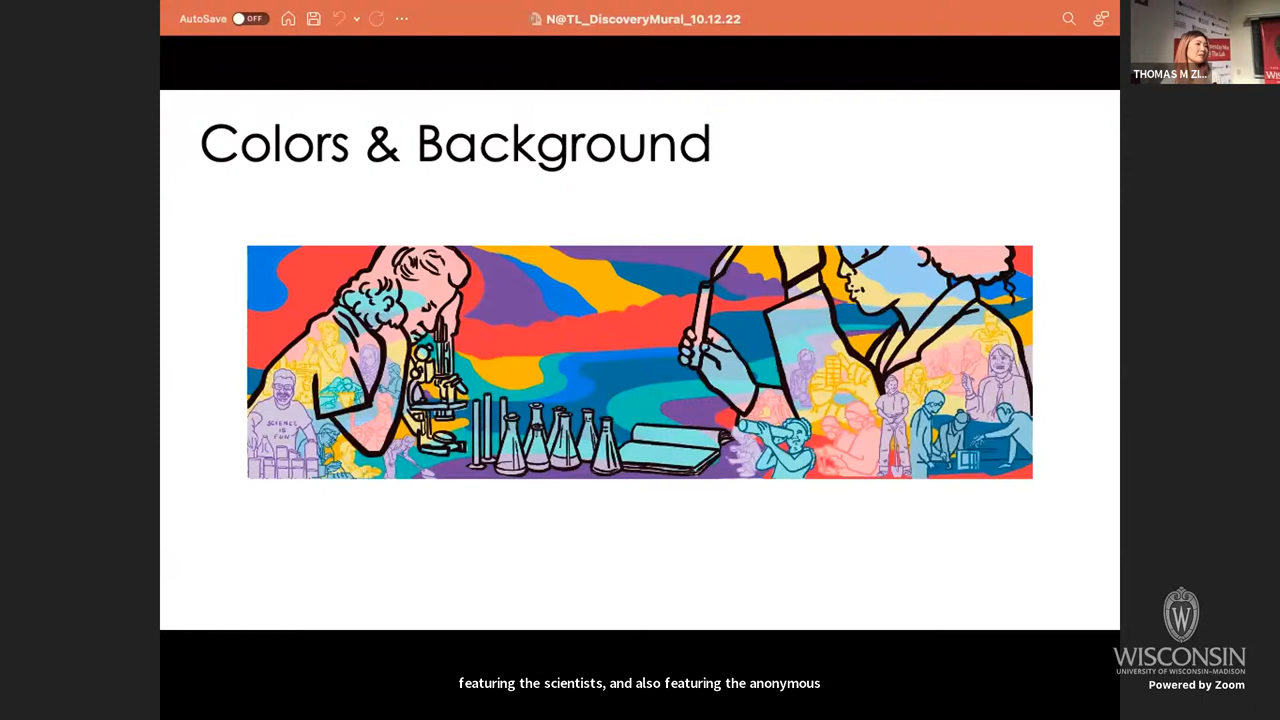 AutoSave OFF
N@TL_DiscoveryMural_10.12.22
THOMAS M ZI...
Colors & Background
SCIENCE
IS
FUN
W
WISCONSIN
UNIVERSITY OF WISCONSIN–MADISON
Powered by Zoom
featuring the scientists, and also featuring the anonymous